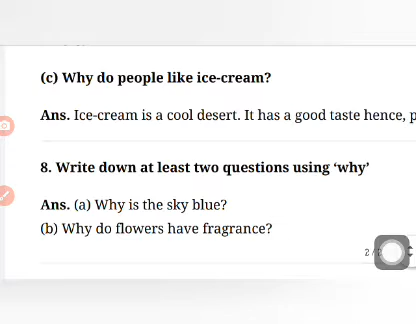 (c) Why do people like ice-cream?
Ans. Ice-cream is a cool desert. It has a good taste hence, p
8. Write down at least two questions using ‘why’
Ans. (a) Why is the sky blue?
(b) Why do flowers have fragrance?
2 /